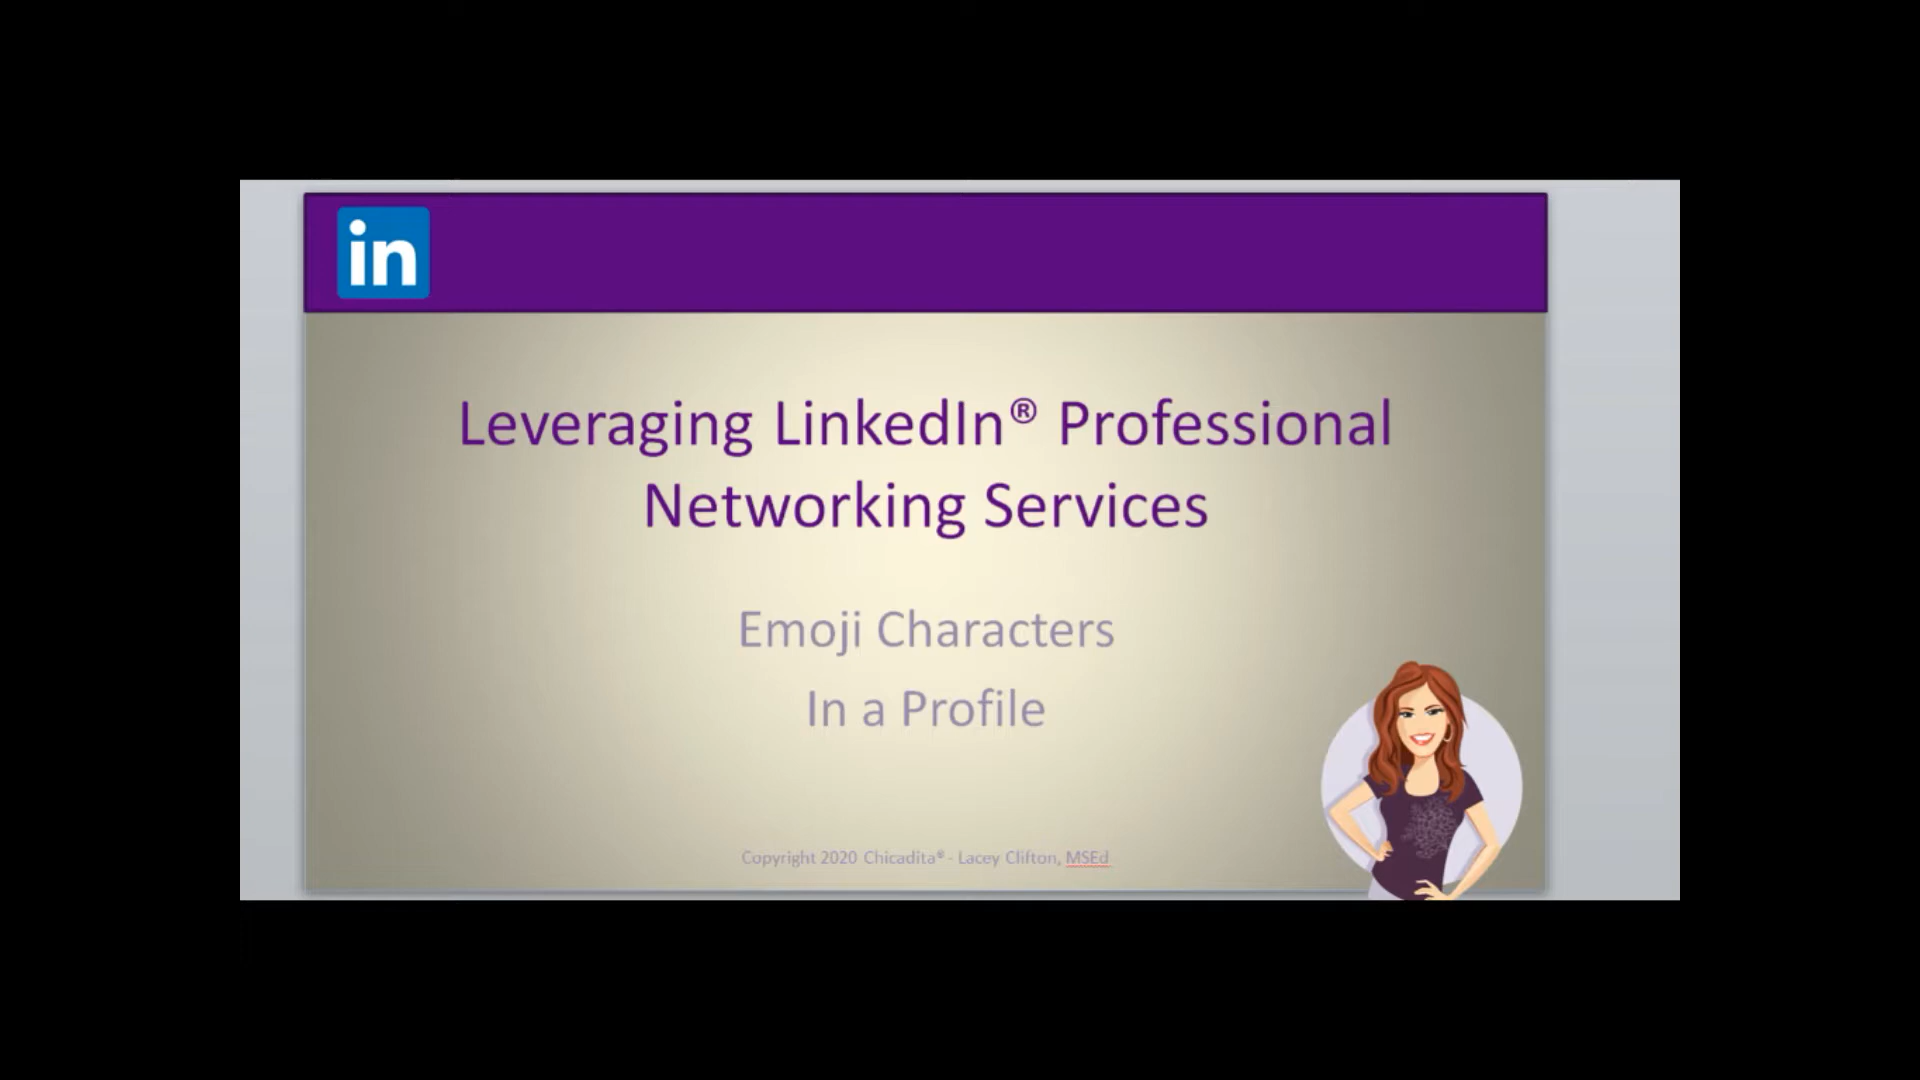 in
Leveraging LinkedIn® Professional
Networking Services
Emoji Characters
In a Profile
Copyright 2020 Chicadita® - Lacey Clifton, MSEd